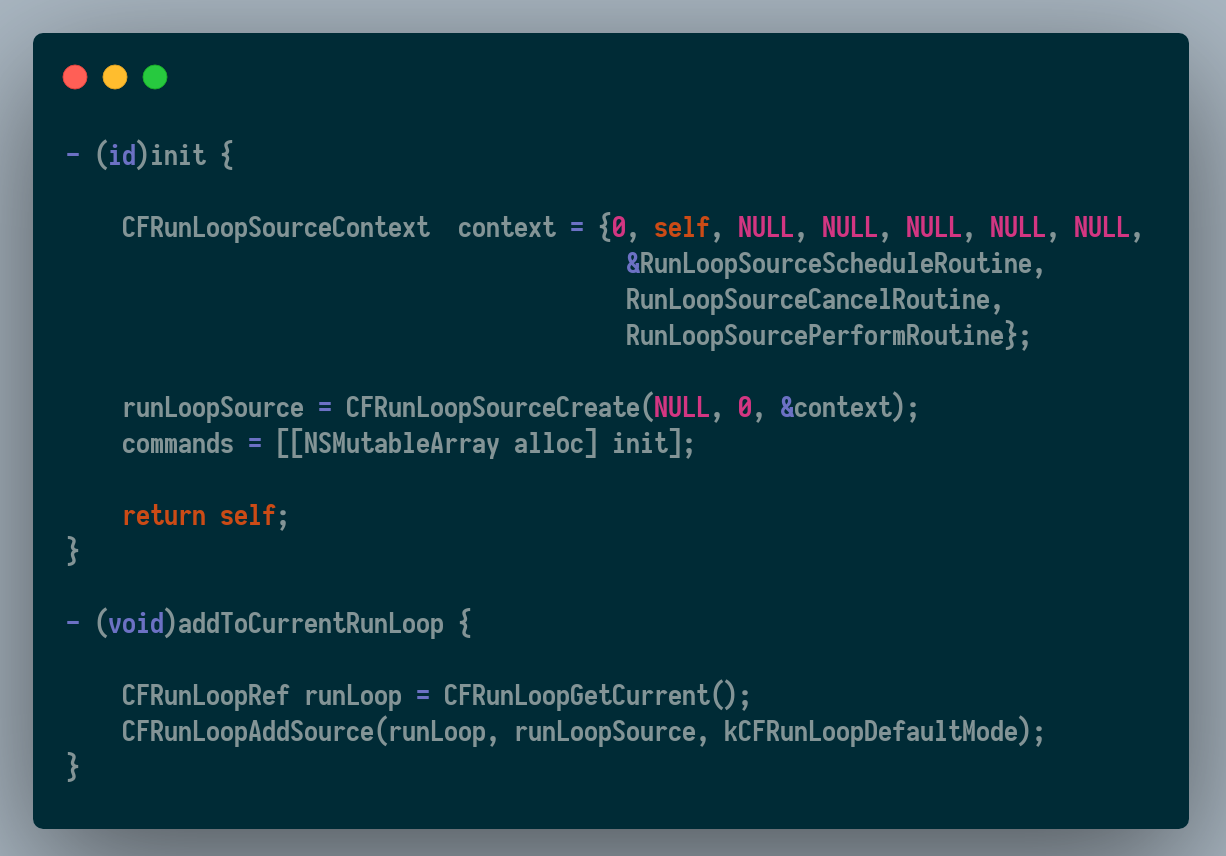 - (id)init {

    CFRunLoopSourceContext  context = {0, self, NULL, NULL, NULL, NULL, NULL,
                                        &RunLoopSourceScheduleRoutine,
                                        RunLoopSourceCancelRoutine,
                                        RunLoopSourcePerformRoutine};

    runLoopSource = CFRunLoopSourceCreate(NULL, 0, &context);
    commands = [[NSMutableArray alloc] init];

    return self;
}

- (void)addToCurrentRunLoop {

    CFRunLoopRef runLoop = CFRunLoopGetCurrent();
    CFRunLoopAddSource(runLoop, runLoopSource, kCFRunLoopDefaultMode);
}